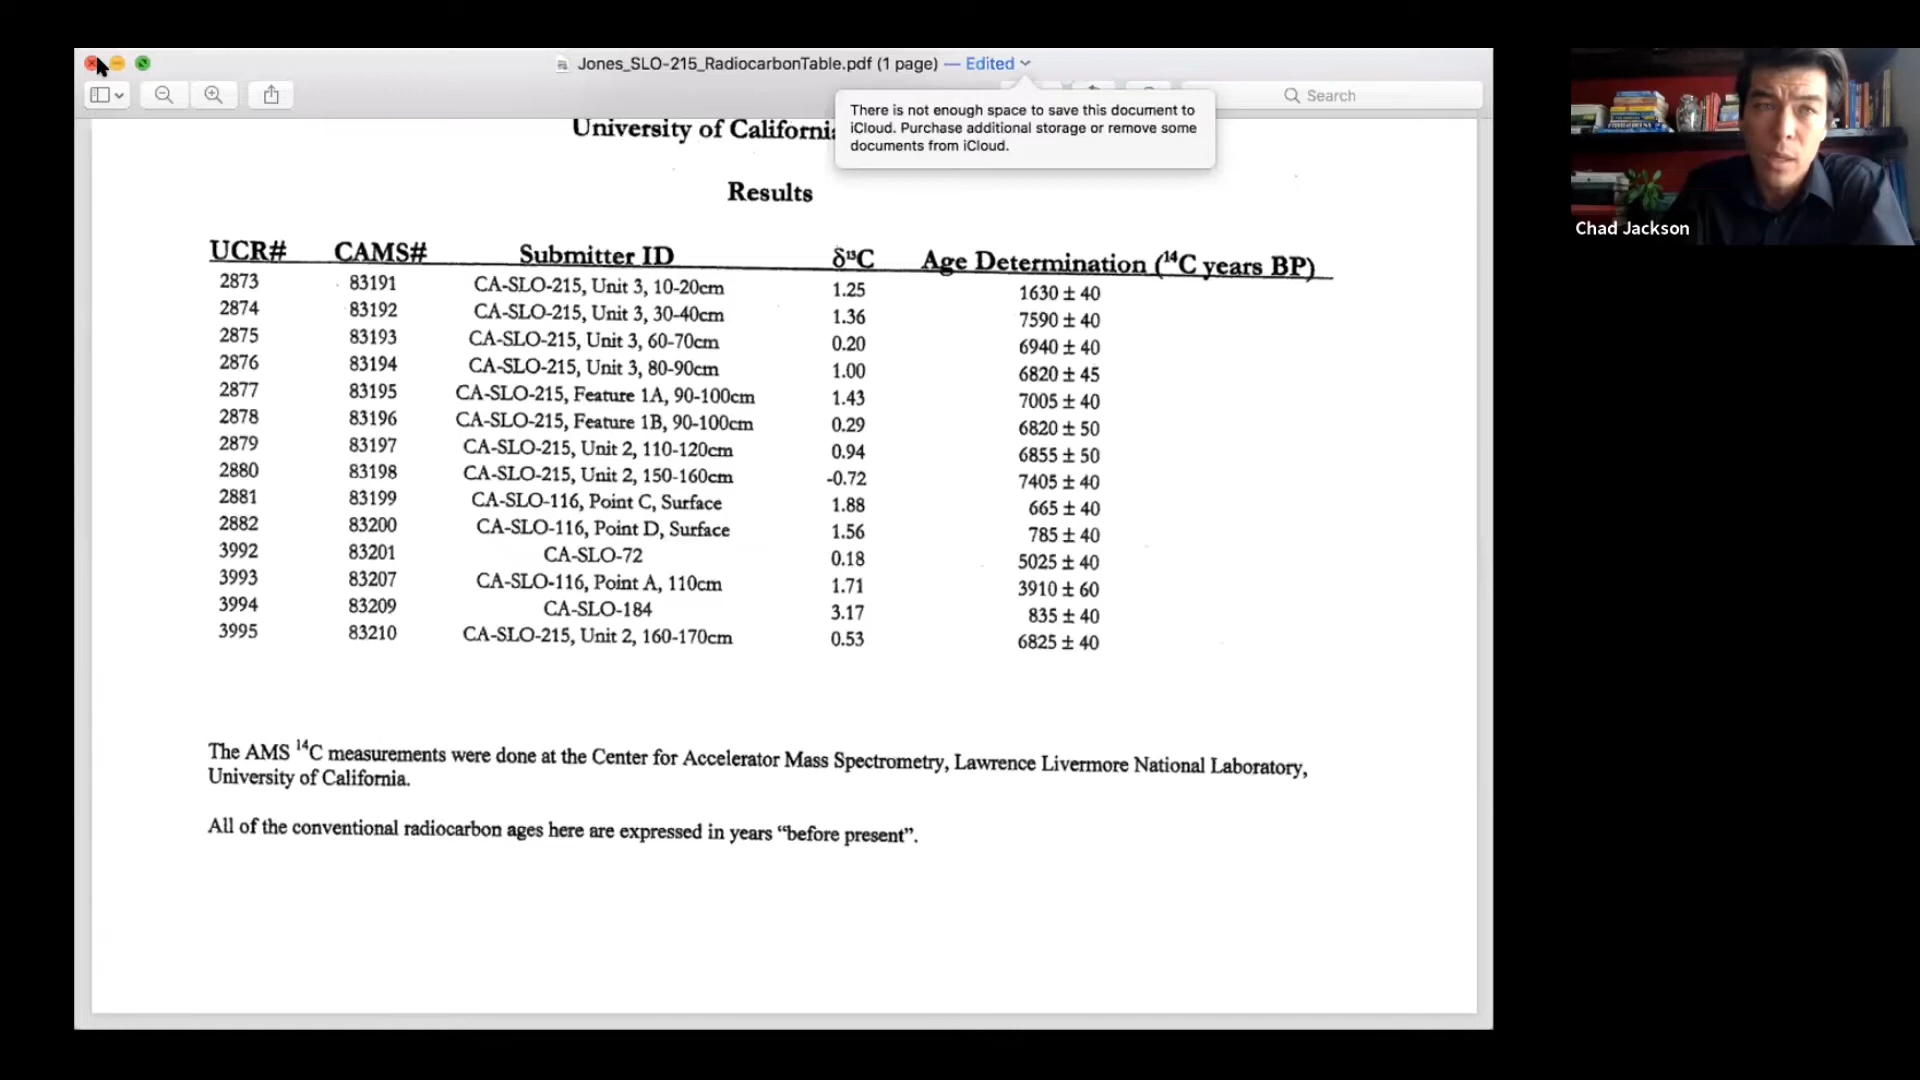 Jones_SLO-215_RadiocarbonTable.pdf (1 page) — Edited
Search
There is not enough space to save this document to
iCloud. Purchase additional storage or remove some
documents from iCloud.
University of California
Results
UCR# CAMS# Submitter ID δ¹³C Age Determination (¹⁴C years BP)
2873 83191 CA-SLO-215, Unit 3, 10-20cm 1.25 1630 ± 40
2874 83192 CA-SLO-215, Unit 3, 30-40cm 1.36 7590 ± 40
2875 83193 CA-SLO-215, Unit 3, 60-70cm 0.20 6940 ± 40
2876 83194 CA-SLO-215, Unit 3, 80-90cm 1.00 6820 ± 45
2877 83195 CA-SLO-215, Feature 1A, 90-100cm 1.43 7005 ± 40
2878 83196 CA-SLO-215, Feature 1B, 90-100cm 0.29 6820 ± 50
2879 83197 CA-SLO-215, Unit 2, 110-120cm 0.94 6855 ± 50
2880 83198 CA-SLO-215, Unit 2, 150-160cm -0.72 7405 ± 40
2881 83199 CA-SLO-116, Point C, Surface 1.88 665 ± 40
2882 83200 CA-SLO-116, Point D, Surface 1.56 785 ± 40
3992 83201 CA-SLO-72 0.18 5025 ± 40
3993 83207 CA-SLO-116, Point A, 110cm 1.71 3910 ± 60
3994 83209 CA-SLO-184 3.17 835 ± 40
3995 83210 CA-SLO-215, Unit 2, 160-170cm 0.53 6825 ± 40
The AMS ¹⁴C measurements were done at the Center for Accelerator Mass Spectrometry, Lawrence Livermore National Laboratory,
University of California.
All of the conventional radiocarbon ages here are expressed in years “before present”.
Chad Jackson